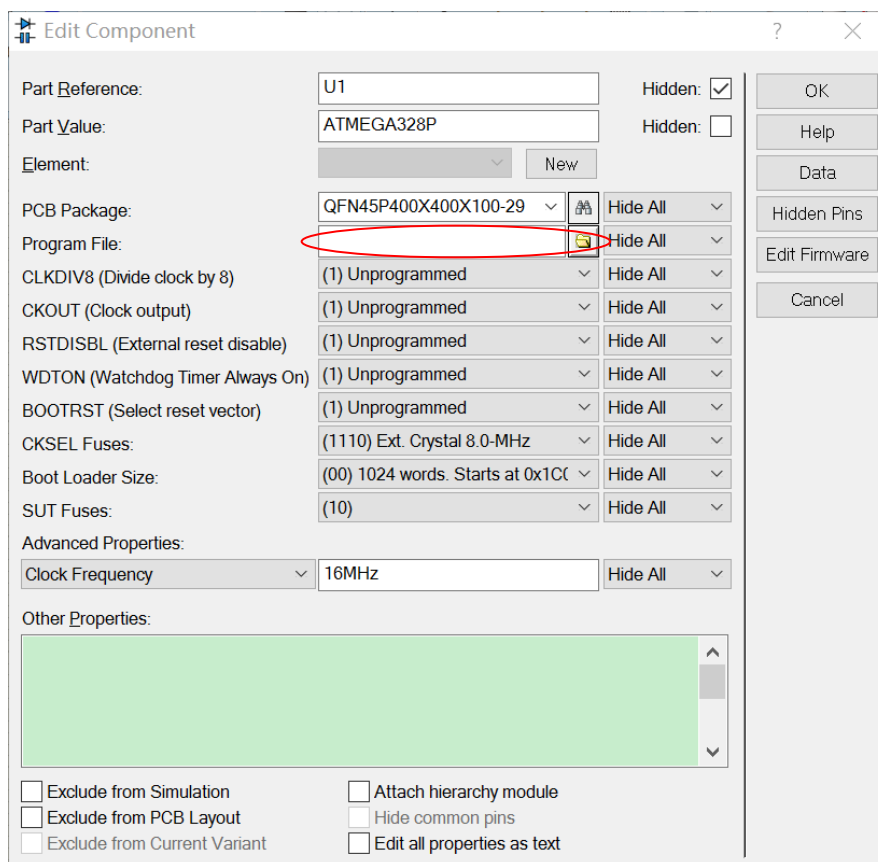 Edit Component ?
Part Reference: U1 Hidden: OK
Part Value: ATMEGA328P Hidden: Help
Element: New Data
PCB Package: QFN45P400X400X100-29 Hide All Hidden Pins
Program File: Hide All Edit Firmware
CLKDIV8 (Divide clock by 8) (1) Unprogrammed Hide All
CKOUT (Clock output) (1) Unprogrammed Hide All Cancel
RSTDISBL (External reset disable) (1) Unprogrammed Hide All
WDTON (Watchdog Timer Always On) (1) Unprogrammed Hide All
BOOTRST (Select reset vector) (1) Unprogrammed Hide All
CKSEL Fuses: (1110) Ext. Crystal 8.0-MHz Hide All
Boot Loader Size: (00) 1024 words. Starts at 0x1C Hide All
SUT Fuses: (10) Hide All
Advanced Properties:
Clock Frequency 16MHz Hide All
Other Properties:
Exclude from Simulation Attach hierarchy module
Exclude from PCB Layout Hide common pins
Exclude from Current Variant Edit all properties as text